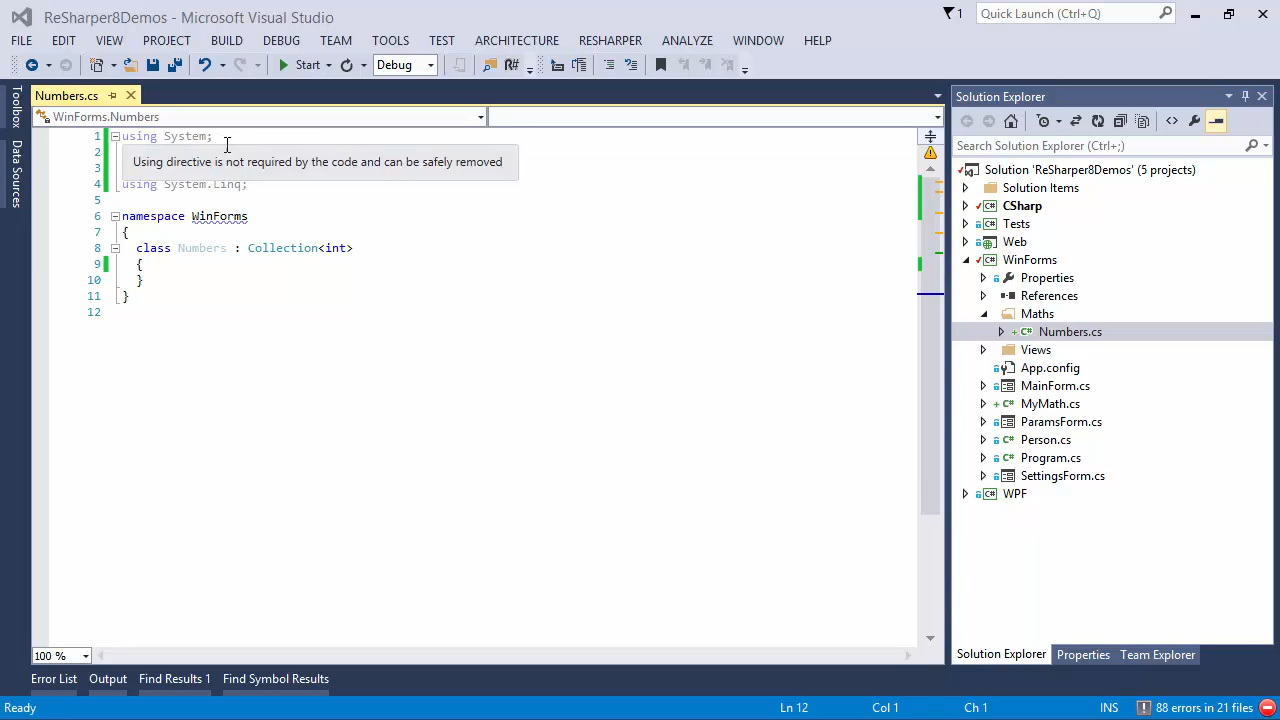 ReSharper8Demos - Microsoft Visual Studio
1
Quick Launch (Ctrl+Q)
FILE EDIT VIEW PROJECT BUILD DEBUG TEAM TOOLS TEST ARCHITECTURE RESHARPER ANALYZE WINDOW HELP
Start Debug R#
Toolbox
Data Sources
Numbers.cs
WinForms.Numbers
1 using System;
2
Using directive is not required by the code and can be safely removed
3
4 using System.Linq;
5
6 namespace WinForms
7 {
8 class Numbers : Collection<int>
9 {
10 }
11 }
12
100 %
Solution Explorer
Search Solution Explorer (Ctrl+;)
Solution 'ReSharper8Demos' (5 projects)
Solution Items
C# CSharp
C# Tests
Web
C# WinForms
Properties
References
Maths
C# Numbers.cs
Views
App.config
MainForm.cs
C# MyMath.cs
ParamsForm.cs
C# Person.cs
C# Program.cs
SettingsForm.cs
C# WPF
Solution Explorer Properties Team Explorer
Error List Output Find Results 1 Find Symbol Results
Ready Ln 12 Col 1 Ch 1 INS 88 errors in 21 files